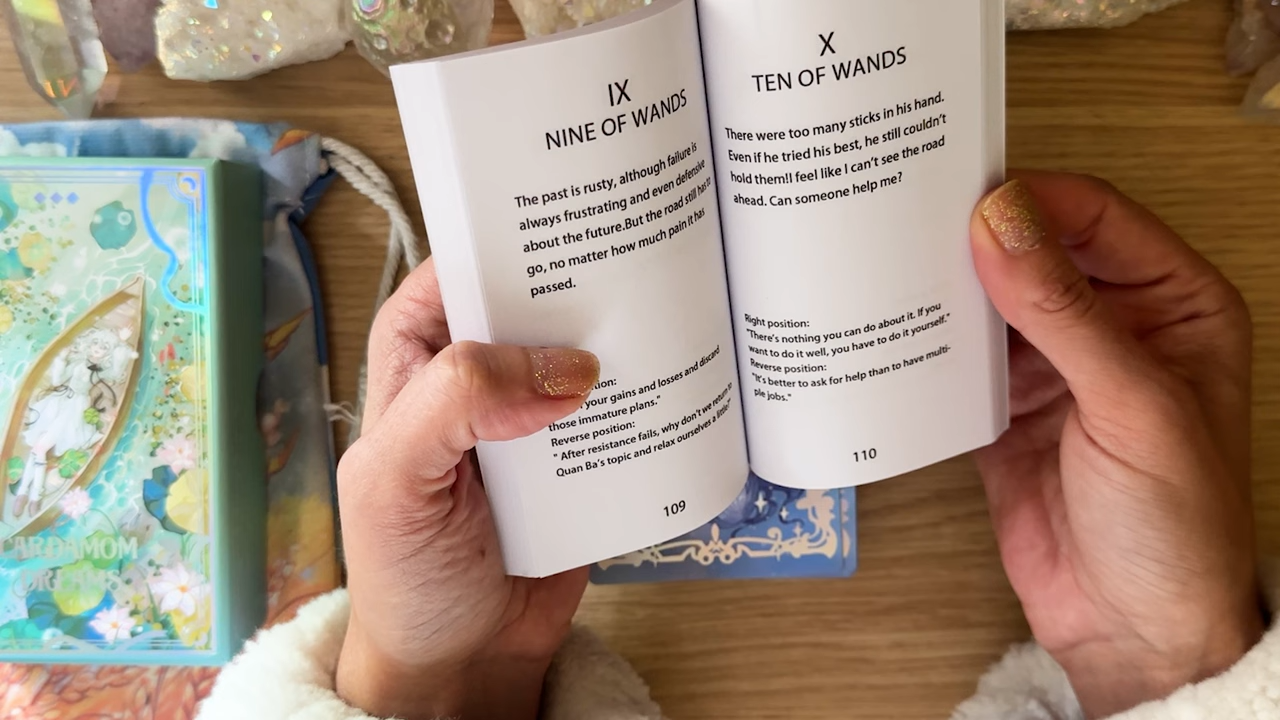 IX
NINE OF WANDS
The past is rusty, although failure is
always frustrating and even defensive
about the future.But the road still has to
go, no matter how much pain it has
passed.
your gains and losses and discard
those immature plans."
Reverse position:
" After resistance fails, why don't we return to
Quan Ba's topic and relax ourselves a little?"
109
X
TEN OF WANDS
There were too many sticks in his hand.
Even if he tried his best, he still couldn't
hold them!I feel like I can't see the road
ahead. Can someone help me?
Right position:
"There's nothing you can do about it. If you
want to do it well, you have to do it yourself."
Reverse position:
"It's better to ask for help than to have multi-
ple jobs."
110
CARDAMOM
DREAMS